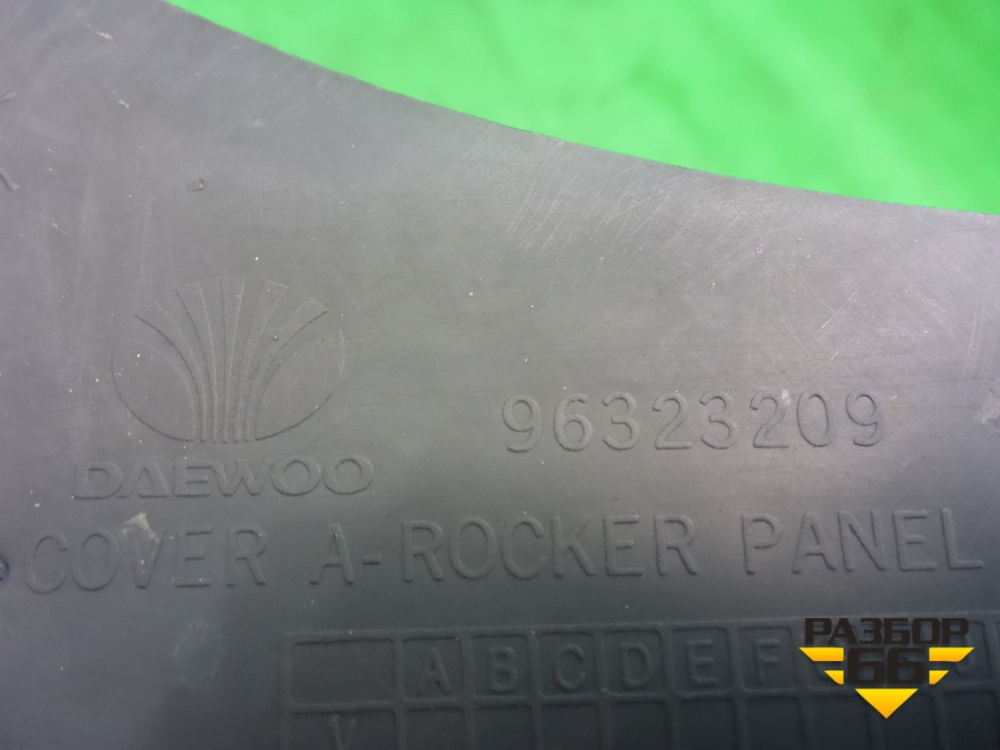 96323209
DAEWOO
COVER A-ROCKER PANEL
A B C D E F
Y
РАЗБОР
66